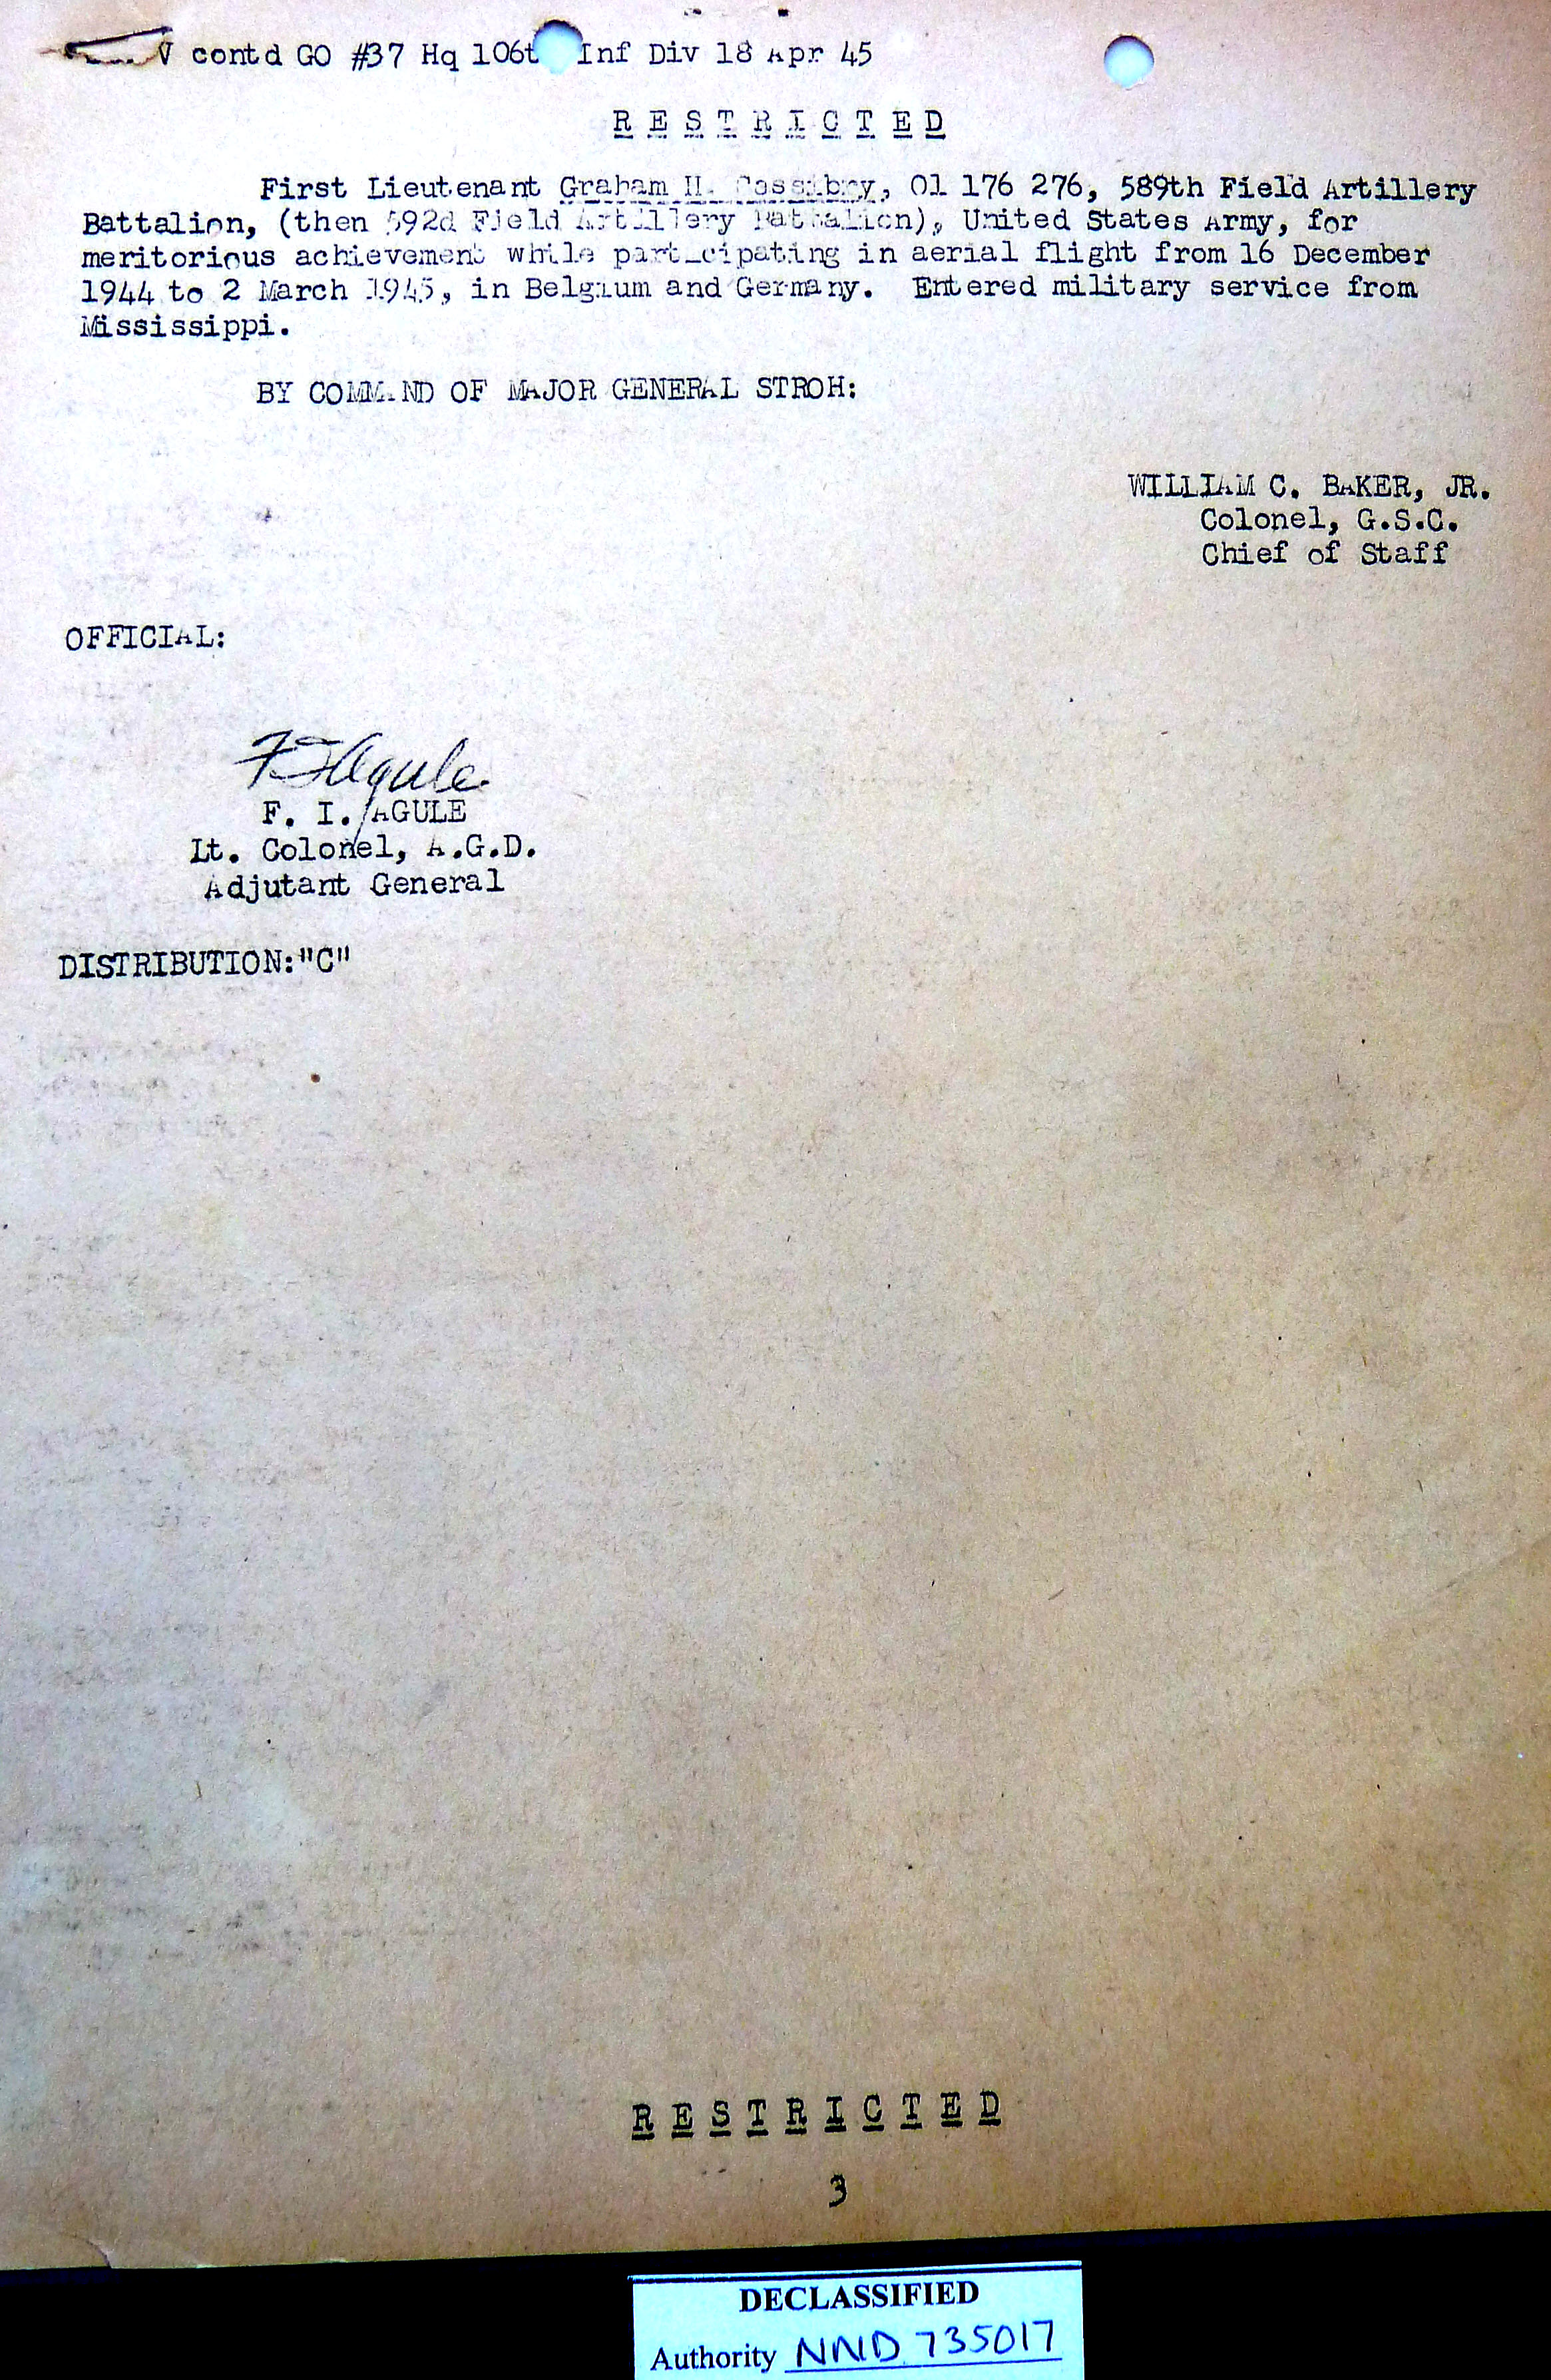 V contd GO #37 Hq 106t Inf Div 18 Apr 45
RESTRICTED
First Lieutenant Graham H. Cassibry, 01 176 276, 589th Field Artillery
Battalion, (then 592d Field Artillery Battalion), United States Army, for
meritorious achievement while participating in aerial flight from 16 December
1944 to 2 March 1945, in Belgium and Germany. Entered military service from
Mississippi.
BY COMMAND OF MAJOR GENERAL STROH:
WILLIAM C. BAKER, JR.
Colonel, G.S.C.
Chief of Staff
OFFICIAL:
F I Agule
F. I. AGULE
Lt. Colonel, A.G.D.
Adjutant General
DISTRIBUTION:"C"
RESTRICTED
3
DECLASSIFIED
Authority NND 735017